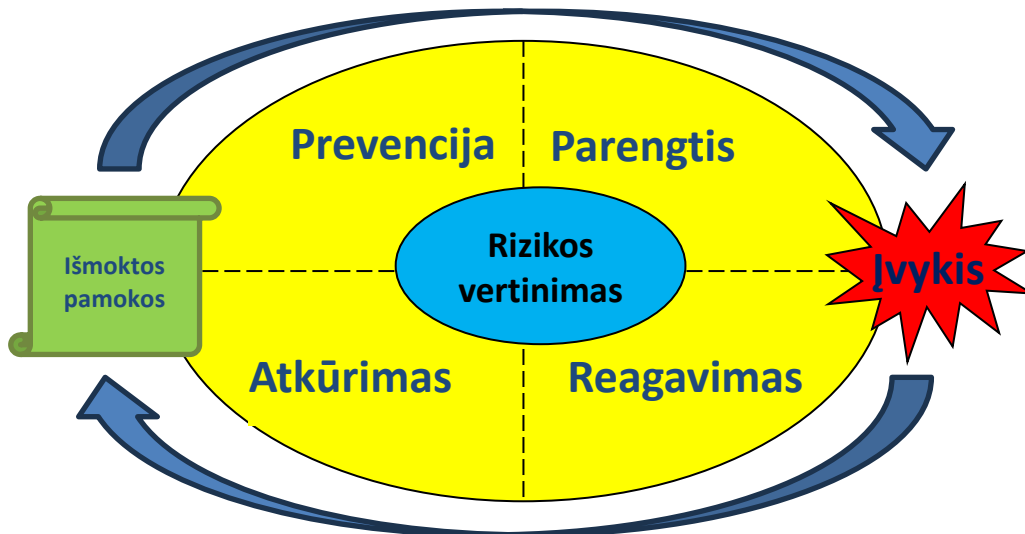 Prevencija
Parengtis
Išmoktos
pamokos
Rizikos
vertinimas
Įvykis
Atkūrimas
Reagavimas